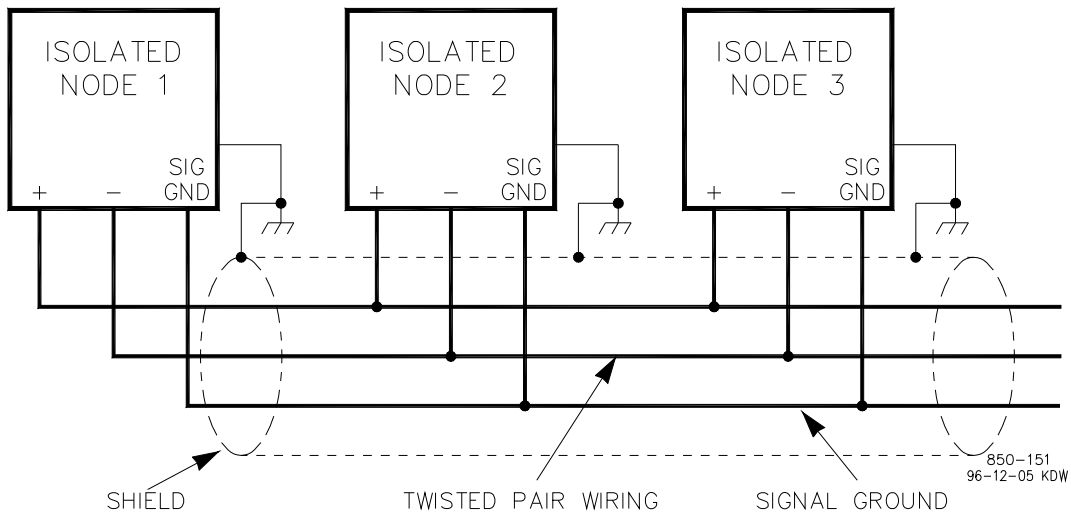 ISOLATED
NODE 1
SIG
GND
+
−
ISOLATED
NODE 2
SIG
GND
+
−
ISOLATED
NODE 3
SIG
GND
+
−
850−151
96−12−05 KDW
SHIELD
TWISTED PAIR WIRING
SIGNAL GROUND